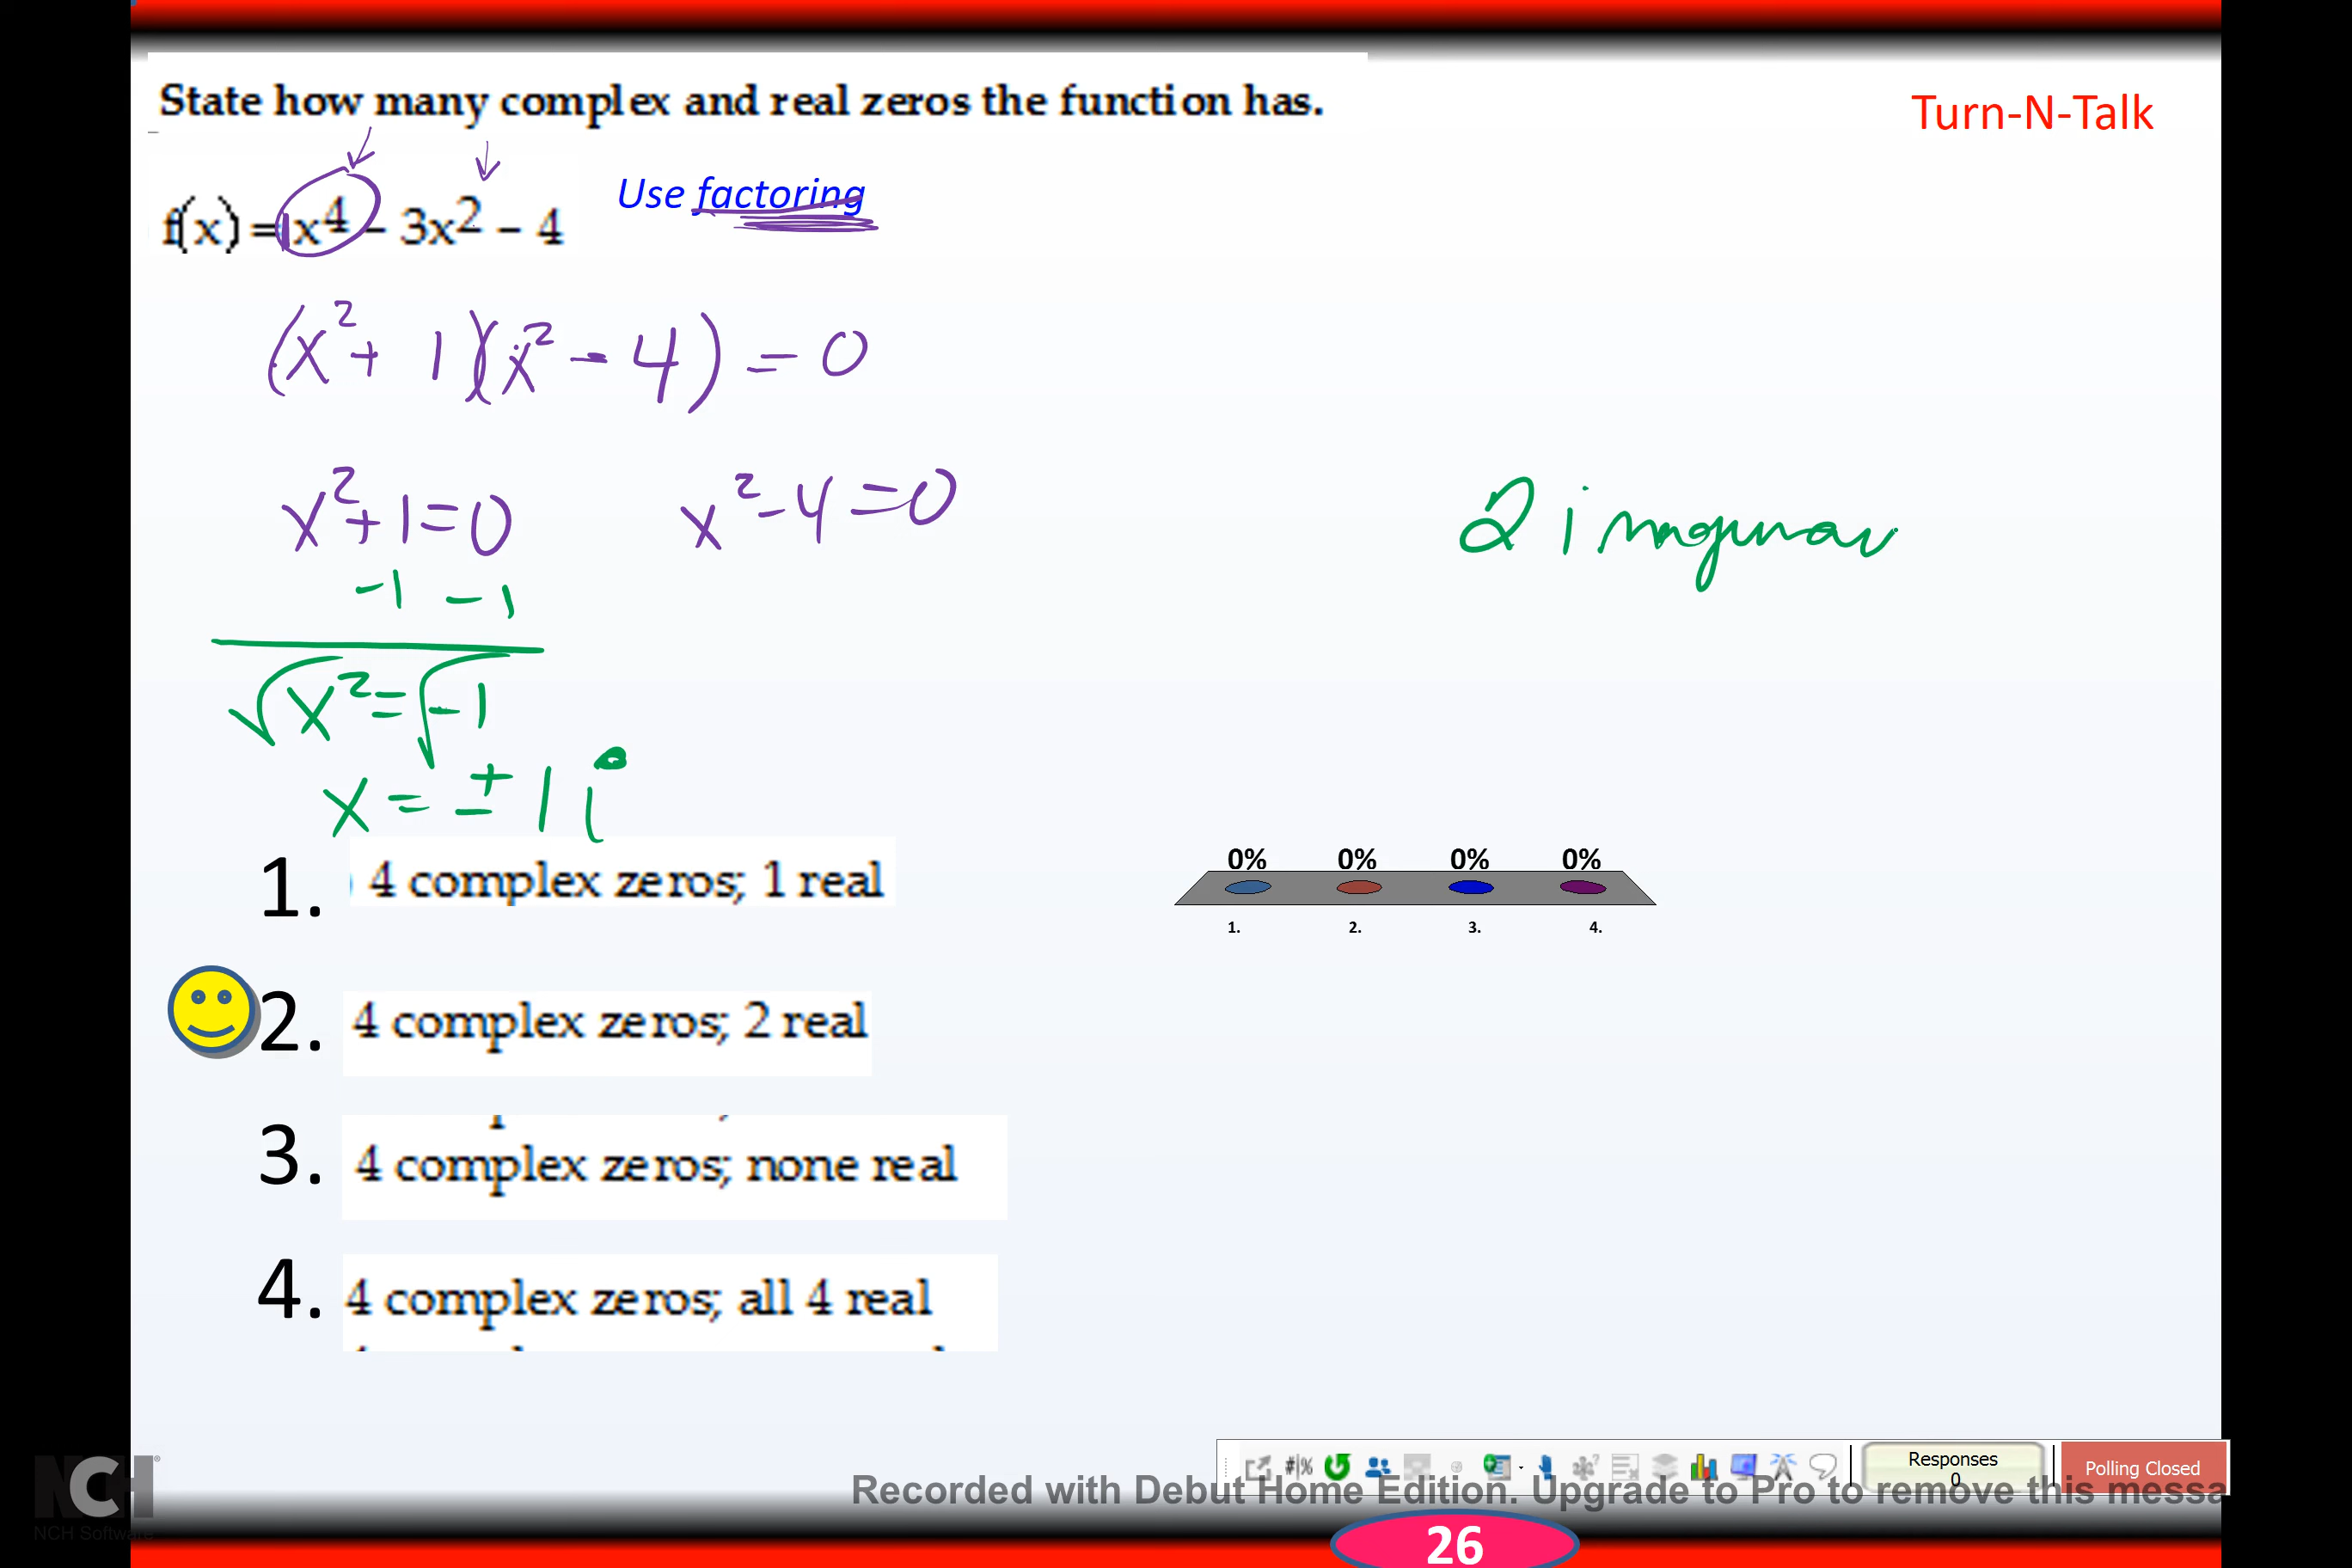 State how many complex and real zeros the function has.
Turn-N-Talk
f(x) = 1x⁴ - 3x² - 4
Use factoring
(x² + 1)(x² - 4) = 0
x² + 1 = 0
x² - 4 = 0
-1 -1
√x² = √-1
x = ± 1 i
2 imaginar
1. 4 complex zeros; 1 real
2. 4 complex zeros; 2 real
3. 4 complex zeros; none real
4. 4 complex zeros; all 4 real
0% 0% 0% 0%
1. 2. 3. 4.
#|%
Responses
0
Polling Closed
Recorded with Debut Home Edition. Upgrade to Pro to remove this messa
NCH
NCH Software
26